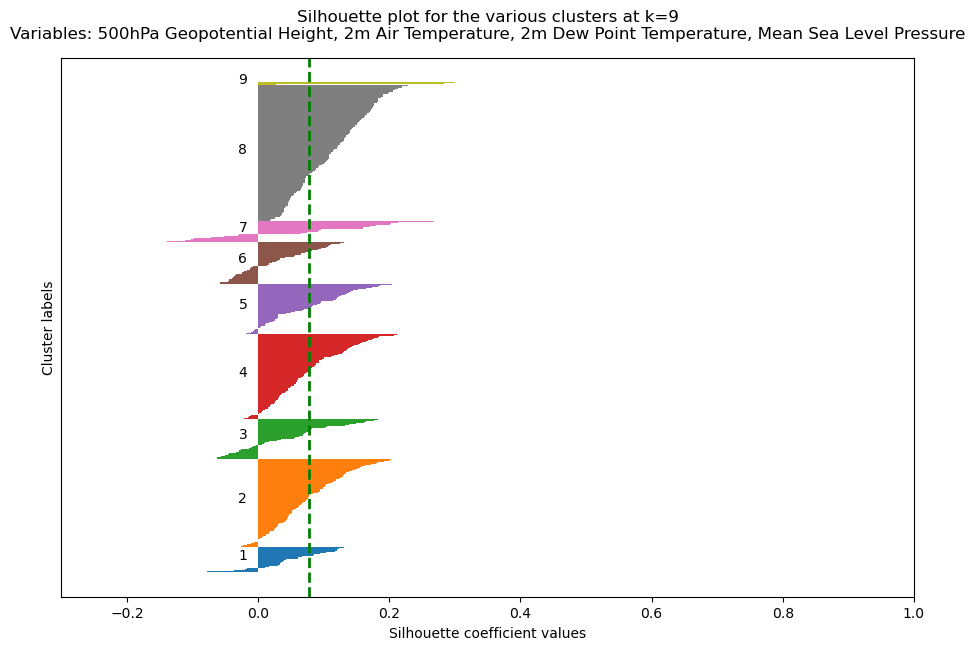 Silhouette plot for the various clusters at k=9
Variables: 500hPa Geopotential Height, 2m Air Temperature, 2m Dew Point Temperature, Mean Sea Level Pressure
Cluster labels
9
8
7
6
5
4
3
2
1
−0.2 0.0 0.2 0.4 0.6 0.8 1.0
Silhouette coefficient values